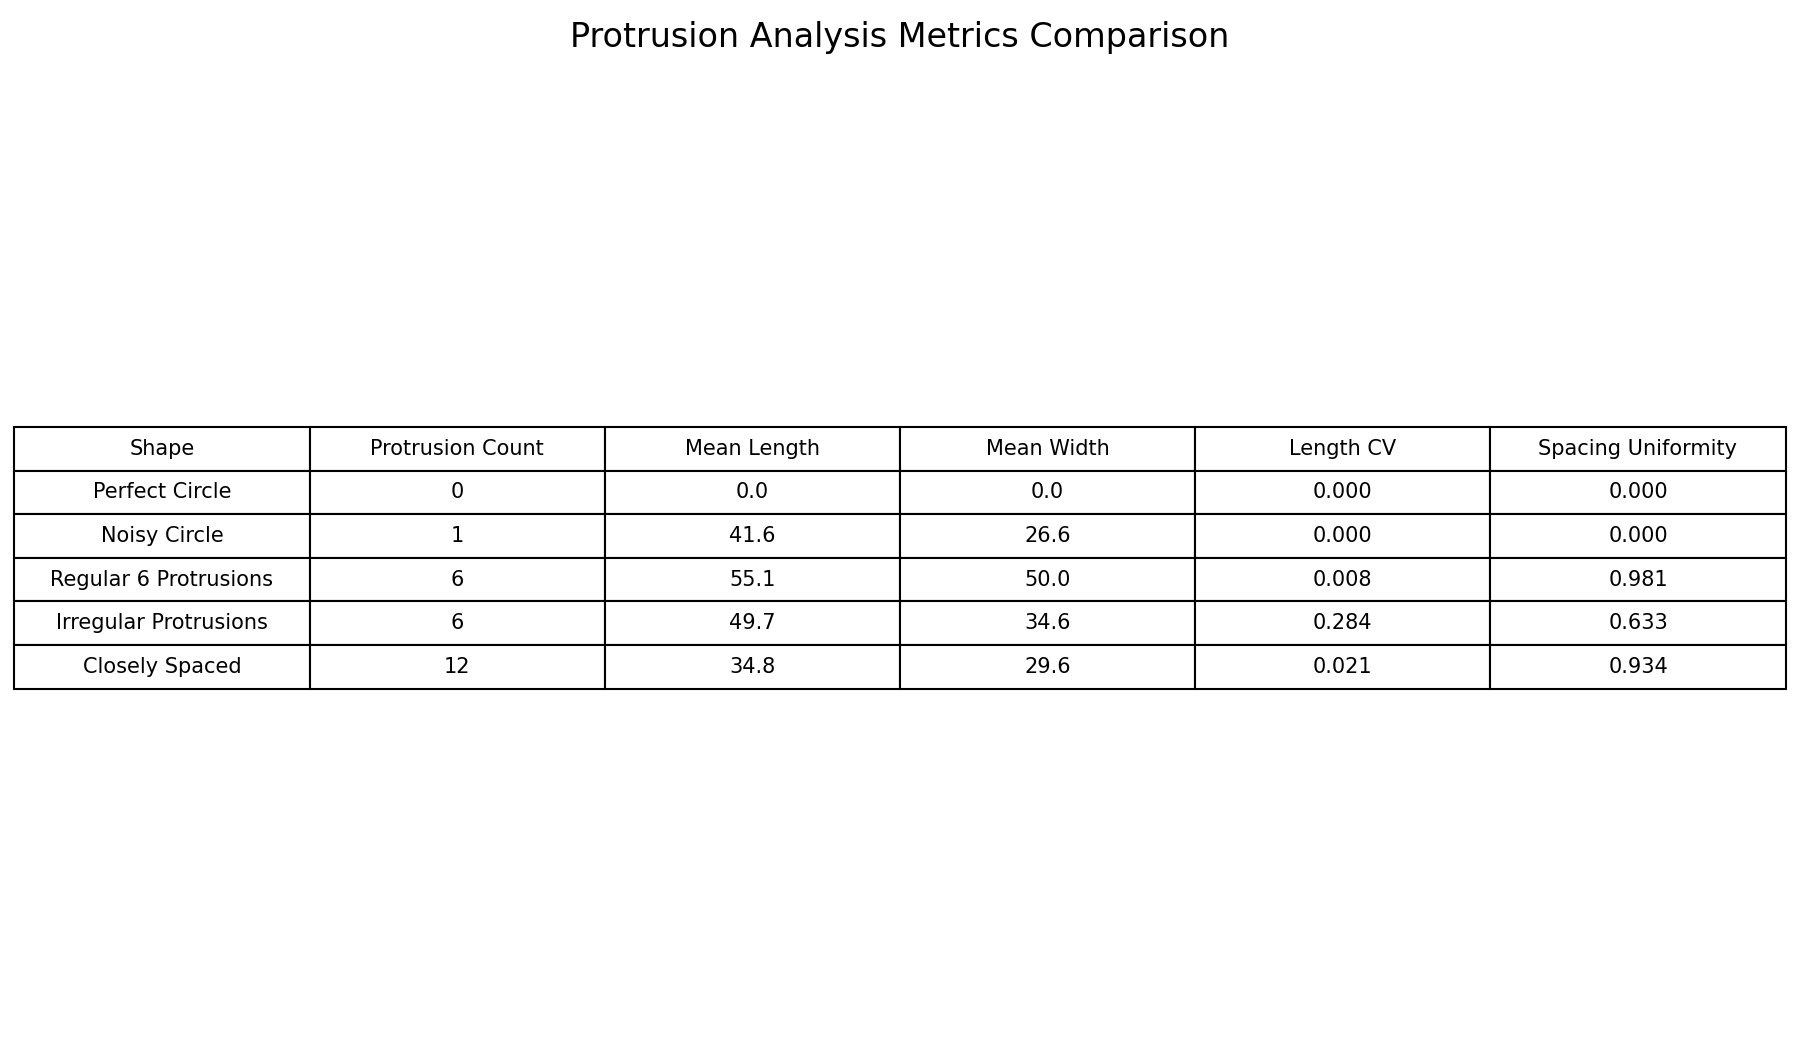 Protrusion Analysis Metrics Comparison
Shape Protrusion Count Mean Length Mean Width Length CV Spacing Uniformity
Perfect Circle 0 0.0 0.0 0.000 0.000
Noisy Circle 1 41.6 26.6 0.000 0.000
Regular 6 Protrusions 6 55.1 50.0 0.008 0.981
Irregular Protrusions 6 49.7 34.6 0.284 0.633
Closely Spaced 12 34.8 29.6 0.021 0.934